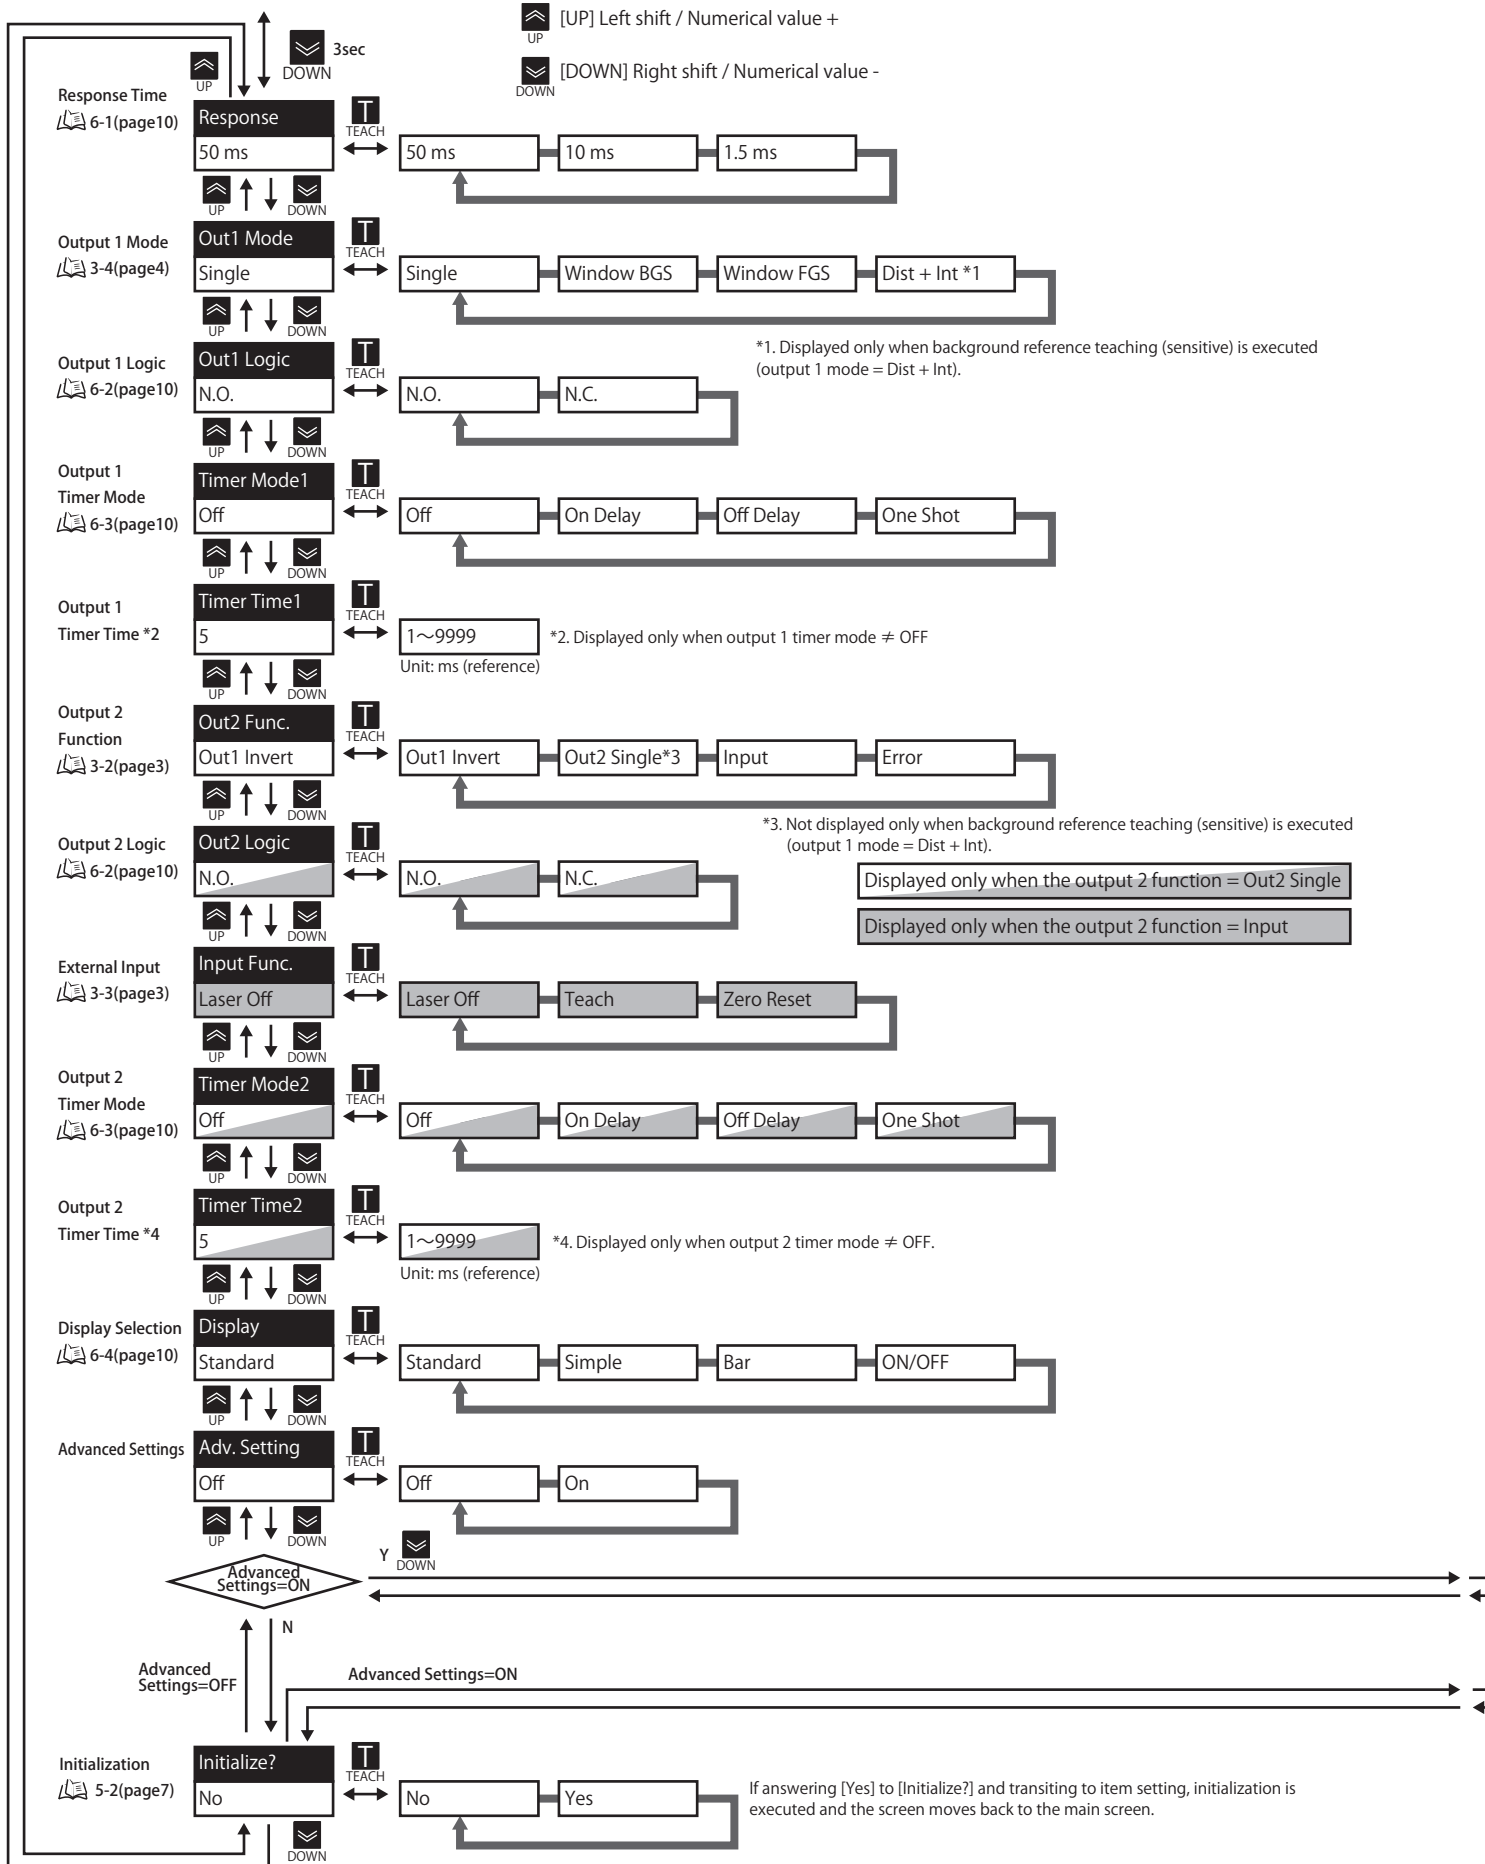 [UP] Left shift / Numerical value +
UP
3sec
DOWN
UP
[DOWN] Right shift / Numerical value -
DOWN
Response Time
6-1(page10)
Response
50 ms
T
TEACH
50 ms
10 ms
1.5 ms
UP
DOWN
Output 1 Mode
3-4(page4)
Out1 Mode
Single
T
TEACH
Single
Window BGS
Window FGS
Dist + Int *1
UP
DOWN
*1. Displayed only when background reference teaching (sensitive) is executed
(output 1 mode = Dist + Int).
Output 1 Logic
6-2(page10)
Out1 Logic
N.O.
T
TEACH
N.O.
N.C.
UP
DOWN
Output 1
Timer Mode
6-3(page10)
Timer Mode1
Off
T
TEACH
Off
On Delay
Off Delay
One Shot
UP
DOWN
Output 1
Timer Time *2
Timer Time1
5
T
TEACH
1～9999
Unit: ms (reference)
*2. Displayed only when output 1 timer mode ≠ OFF
UP
DOWN
Output 2
Function
3-2(page3)
Out2 Func.
Out1 Invert
T
TEACH
Out1 Invert
Out2 Single*3
Input
Error
UP
DOWN
*3. Not displayed only when background reference teaching (sensitive) is executed
(output 1 mode = Dist + Int).
Displayed only when the output 2 function = Out2 Single
Displayed only when the output 2 function = Input
Output 2 Logic
6-2(page10)
Out2 Logic
N.O.
T
TEACH
N.O.
N.C.
UP
DOWN
External Input
3-3(page3)
Input Func.
Laser Off
T
TEACH
Laser Off
Teach
Zero Reset
UP
DOWN
Output 2
Timer Mode
6-3(page10)
Timer Mode2
Off
T
TEACH
Off
On Delay
Off Delay
One Shot
UP
DOWN
Output 2
Timer Time *4
Timer Time2
5
T
TEACH
1～9999
Unit: ms (reference)
*4. Displayed only when output 2 timer mode ≠ OFF.
UP
DOWN
Display Selection
6-4(page10)
Display
Standard
T
TEACH
Standard
Simple
Bar
ON/OFF
UP
DOWN
Advanced Settings
Adv. Setting
Off
T
TEACH
Off
On
UP
DOWN
Y
DOWN
Advanced
Settings=ON
N
Advanced
Settings=OFF
Advanced Settings=ON
Initialization
5-2(page7)
Initialize?
No
T
TEACH
No
Yes
If answering [Yes] to [Initialize?] and transiting to item setting, initialization is
executed and the screen moves back to the main screen.
DOWN